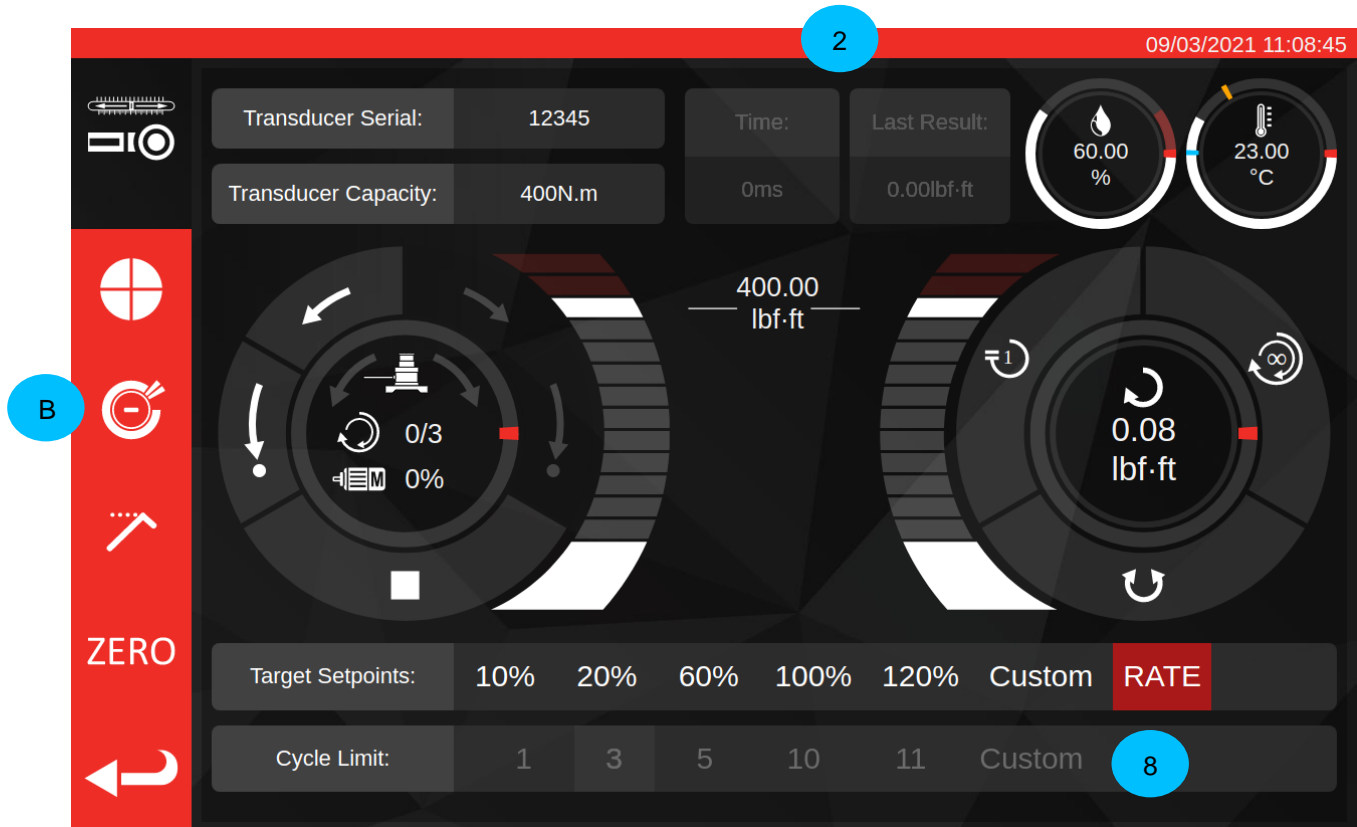 2
09/03/2021 11:08:45
Transducer Serial: 12345
Transducer Capacity: 400N.m
Time:
0ms
Last Result:
0.00lbf·ft
60.00
%
23.00
°C
400.00
lbf·ft
0/3
M 0%
1
∞
0.08
lbf·ft
B
ZERO
Target Setpoints: 10% 20% 60% 100% 120% Custom RATE
Cycle Limit: 1 3 5 10 11 Custom 8